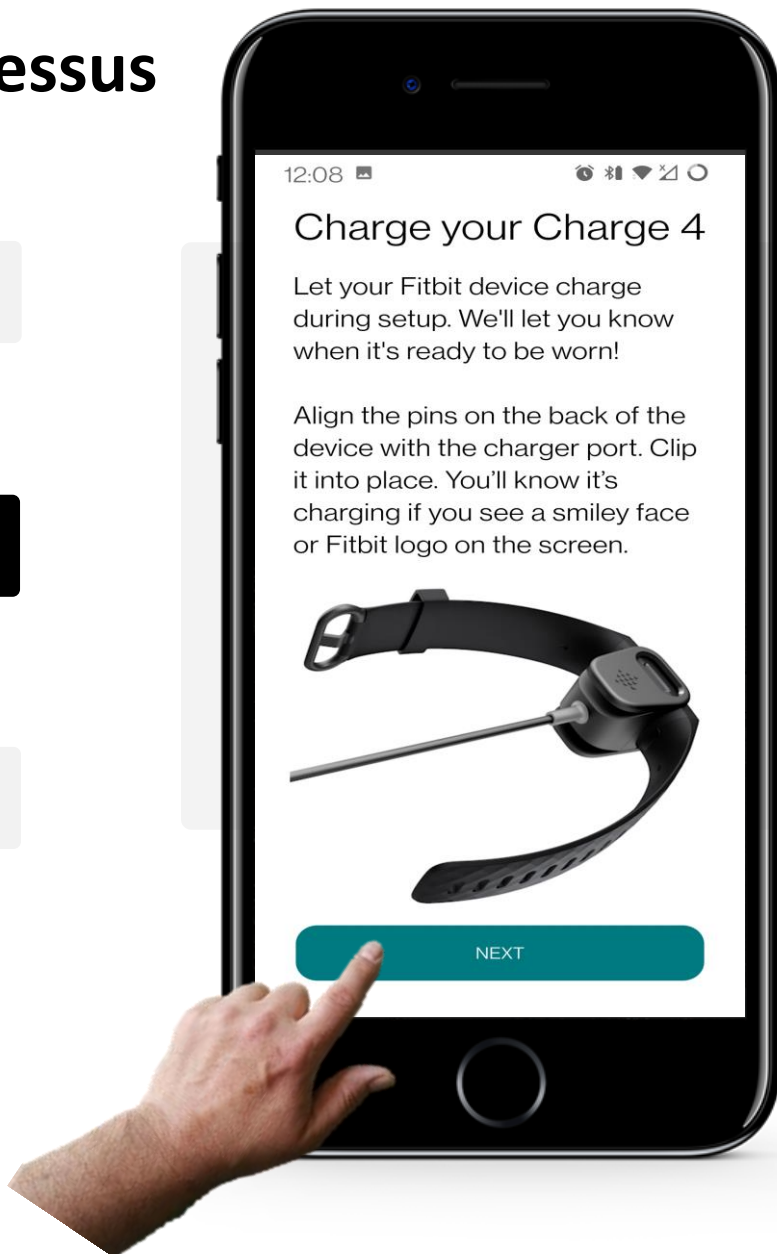 essus
12:08
Charge your Charge 4
Let your Fitbit device charge
during setup. We'll let you know
when it's ready to be worn!
Align the pins on the back of the
device with the charger port. Clip
it into place. You’ll know it’s
charging if you see a smiley face
or Fitbit logo on the screen.
NEXT